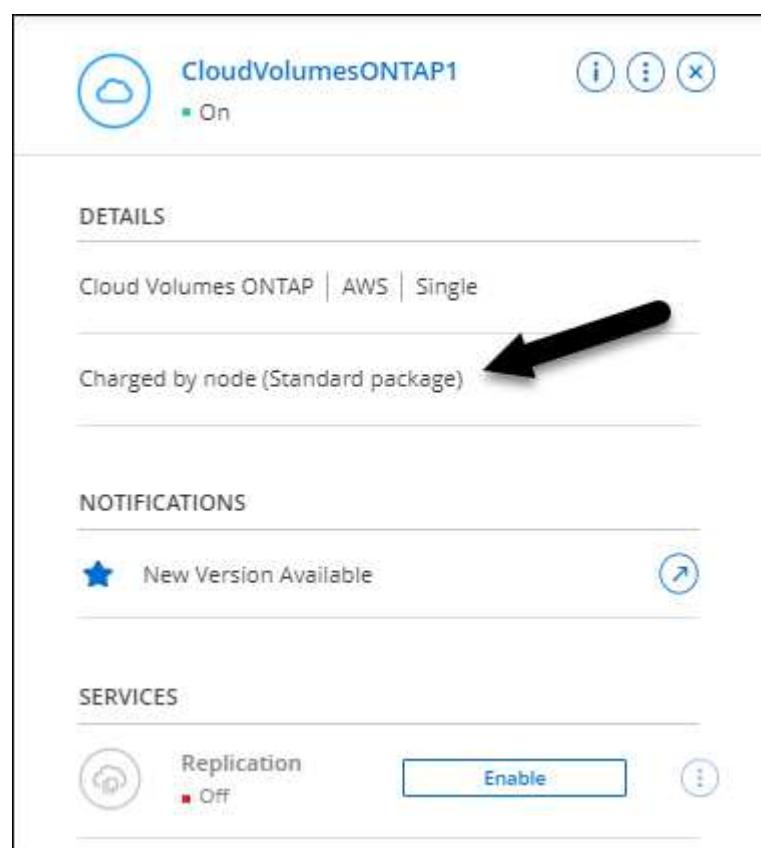 CloudVolumesONTAP1
On
DETAILS
Cloud Volumes ONTAP | AWS | Single
Charged by node (Standard package)
NOTIFICATIONS
New Version Available
SERVICES
Replication
Enable
Off